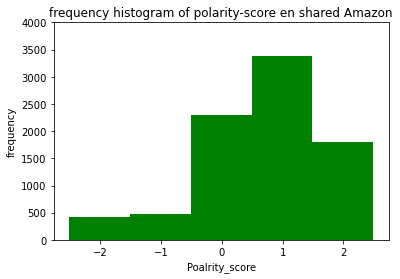 frequency histogram of polarity-score en shared Amazon
4000
3500
3000
2500
2000
1500
1000
500
0
frequency
−2 −1 0 1 2
Poalrity_score